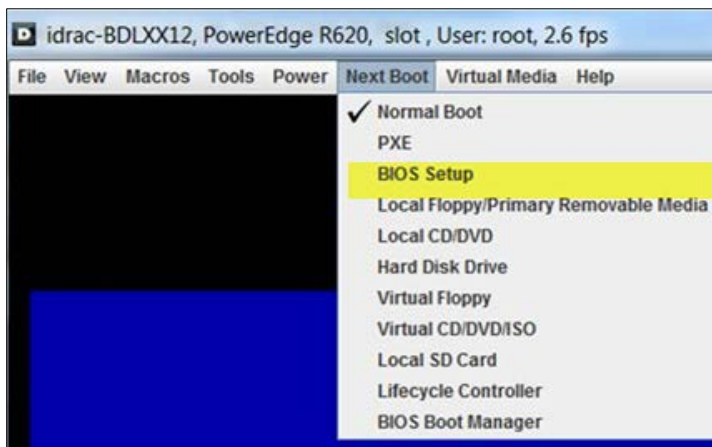 idrac-BDLXX12, PowerEdge R620, slot , User: root, 2.6 fps
File View Macros Tools Power Next Boot Virtual Media Help
Normal Boot
PXE
BIOS Setup
Local Floppy/Primary Removable Media
Local CD/DVD
Hard Disk Drive
Virtual Floppy
Virtual CD/DVD/ISO
Local SD Card
Lifecycle Controller
BIOS Boot Manager